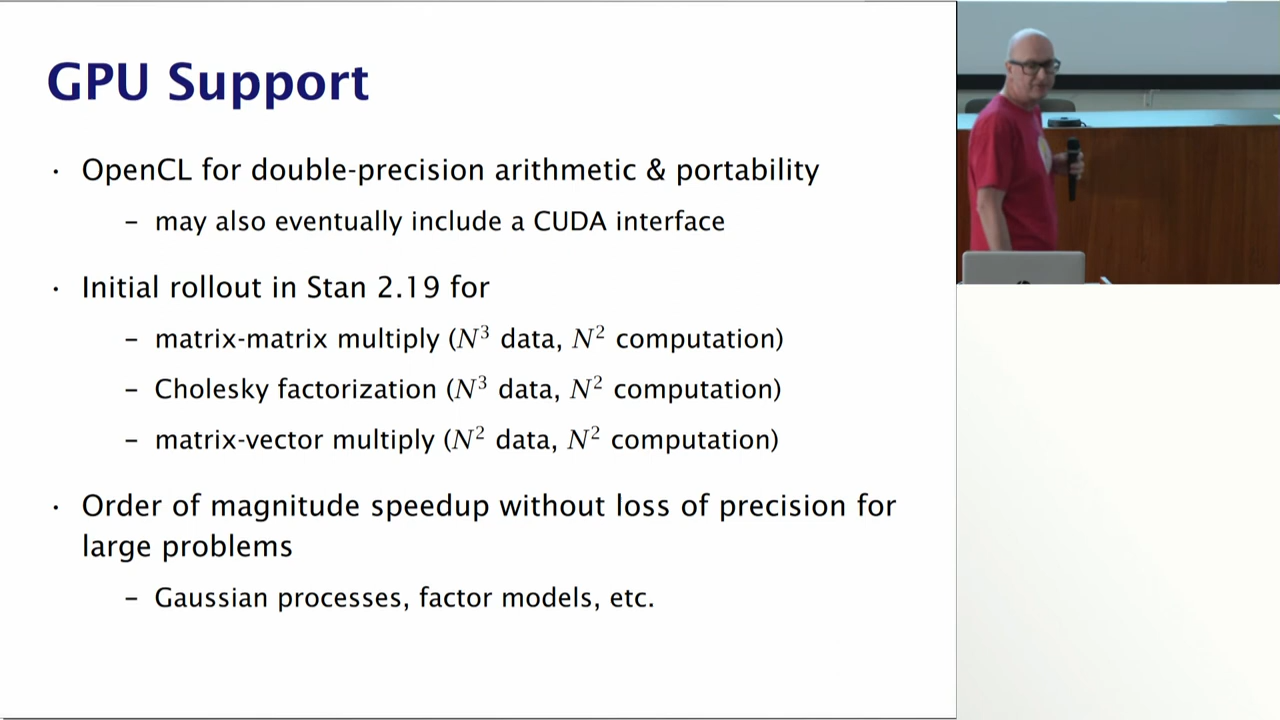 GPU Support
· OpenCL for double-precision arithmetic & portability
– may also eventually include a CUDA interface
· Initial rollout in Stan 2.19 for
– matrix-matrix multiply (N³ data, N² computation)
– Cholesky factorization (N³ data, N² computation)
– matrix-vector multiply (N² data, N² computation)
· Order of magnitude speedup without loss of precision for
large problems
– Gaussian processes, factor models, etc.